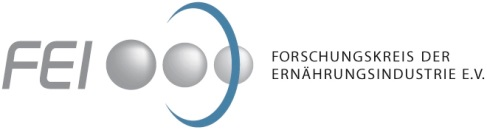 FEI
FORSCHUNGSKREIS DER
ERNÄHRUNGSINDUSTRIE E.V.